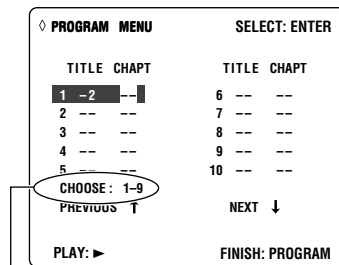 ◊ PROGRAM MENU SELECT: ENTER
TITLE CHAPT TITLE CHAPT
1 –2 –– 6 –– ––
2 –– –– 7 –– ––
3 –– –– 8 –– ––
4 –– –– 9 –– ––
5 –– –– 10 –– ––
CHOOSE : 1–9
PREVIOUS ↑ NEXT ↓
PLAY: ► FINISH: PROGRAM